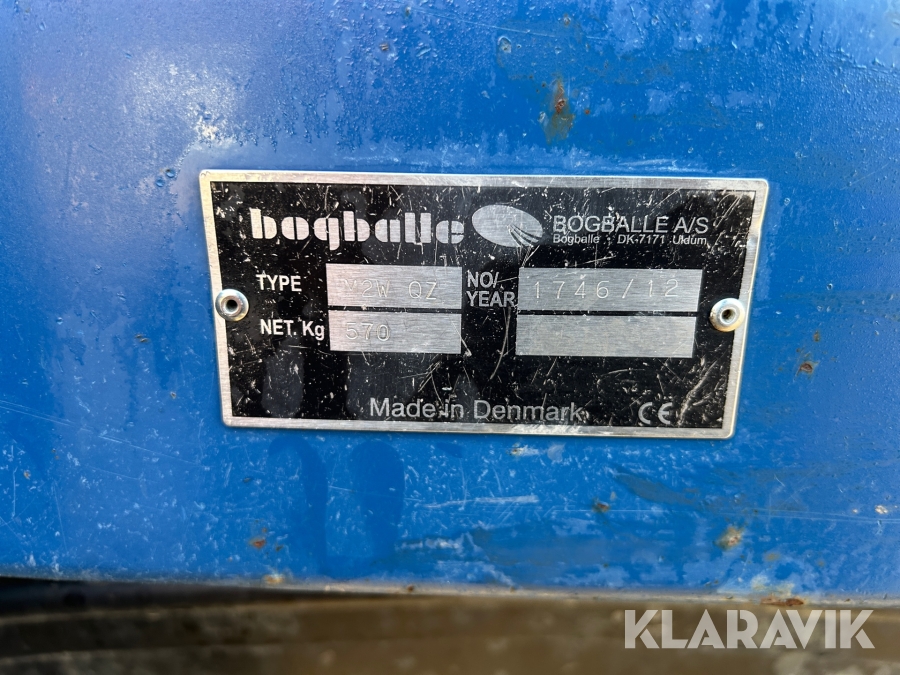 bogballe
BOGBALLE A/S
Bogballe - DK-7171 Uldum
TYPE M2W QZ
NO/YEAR 1746/12
NET. Kg 570
Made in Denmark CE
KLARAVIK